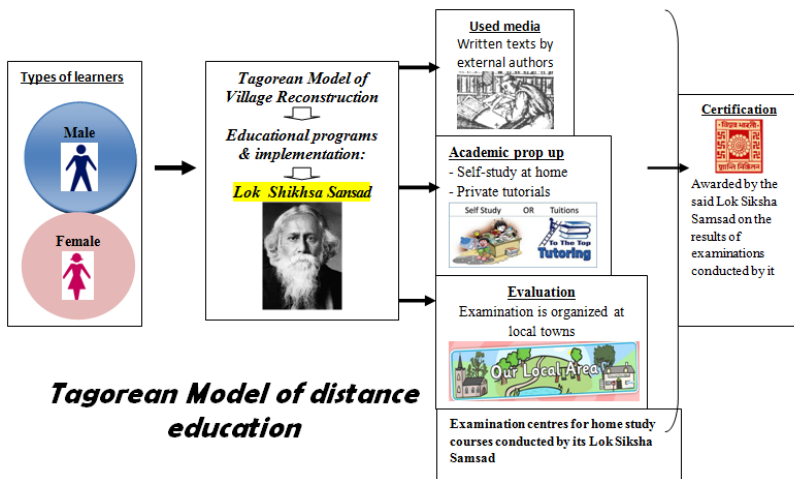 Types of learners
Male
Female
Tagorean Model of
Village Reconstruction
Educational programs
& implementation:
Lok Shikhsa Sansad
Used media
Written texts by
external authors
Academic prop up
- Self-study at home
- Private tutorials
Self Study OR Tuitions
To The Top
Tutoring
Evaluation
Examination is organized at
local towns
Our Local Area
Examination centres for home study
courses conducted by its Lok Siksha
Samsad
Certification
Awarded by the
said Lok Siksha
Samsad on the
results of
examinations
conducted by it
Tagorean Model of distance
education